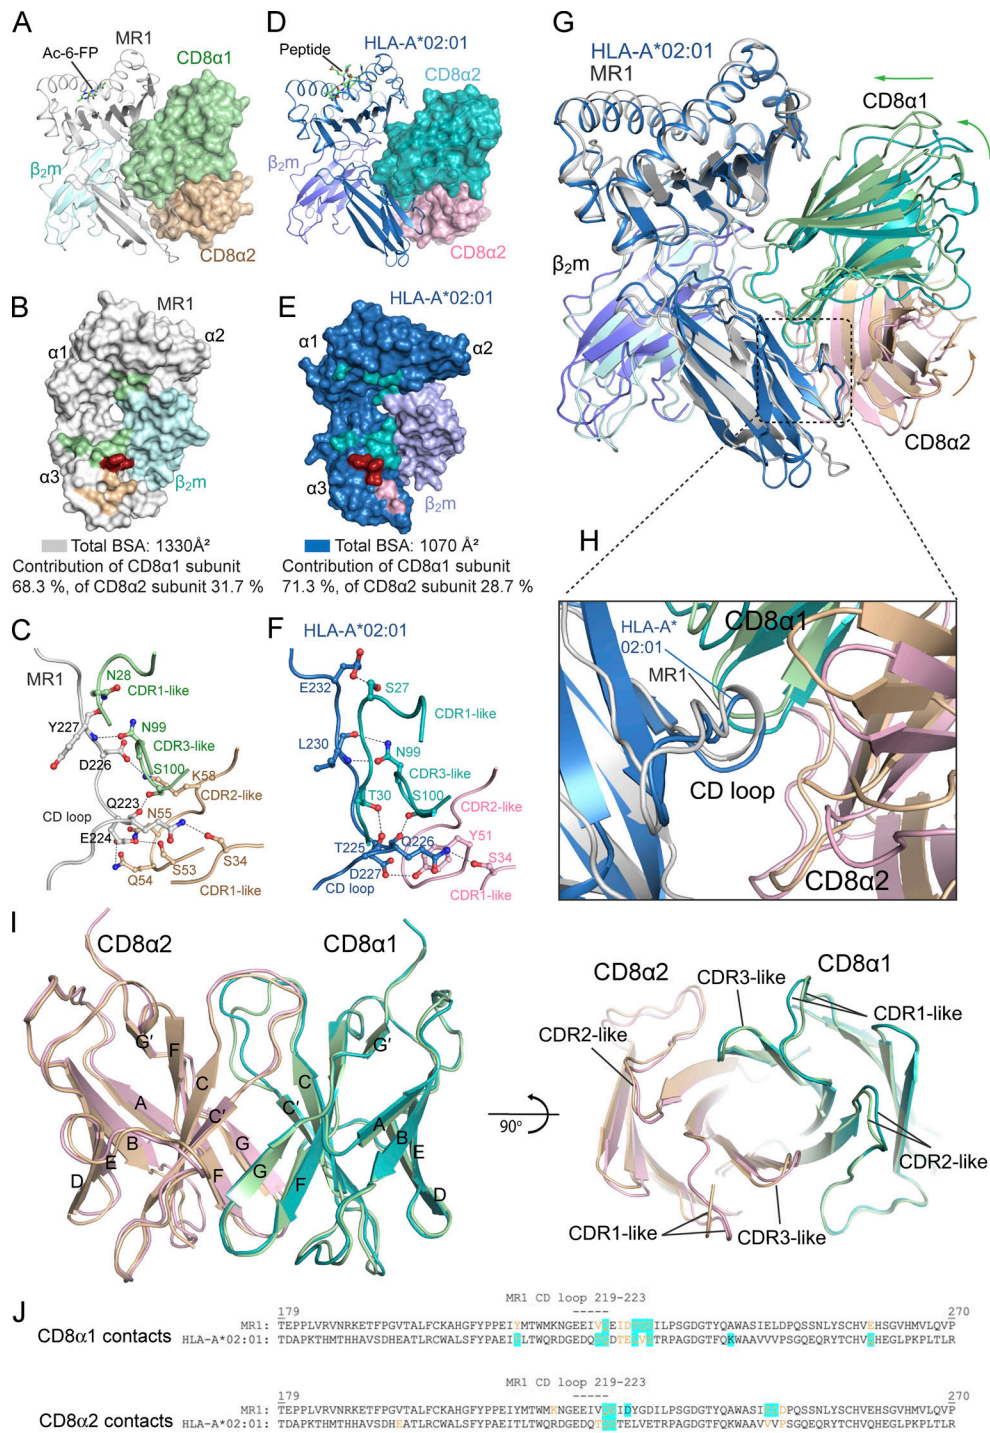 A
MR1
Ac-6-FP
CD8α1
β₂m
CD8α2
D
HLA-A*02:01
Peptide
CD8α2
β₂m
CD8α2
G
HLA-A*02:01
MR1
CD8α1
β₂m
CD8α2
B
MR1
α1
α2
α3
β₂m
Total BSA: 1330Å²
Contribution of CD8α1 subunit
68.3 %, of CD8α2 subunit 31.7 %
E
HLA-A*02:01
α1
α2
α3
β₂m
Total BSA: 1070 Å²
Contribution of CD8α1 subunit
71.3 %, of CD8α2 subunit 28.7 %
H
CD8α1
HLA-A*
02:01
MR1
CD loop
CD8α2
C
MR1
N28
CDR1-like
Y227
N99
CDR3-like
D226
S100
K58
CDR2-like
Q223
CD loop
N55
E224
S34
S53
Q54
CDR1-like
F
HLA-A*02:01
E232
S27
CDR1-like
L230
N99
CDR3-like
T30
S100
CDR2-like
Y51
T225
Q226
D227
S34
CD loop
CDR1-like
I
CD8α2
CD8α1
G' F C A C' B G E F D
G' C C' A B E G F D
90°
CD8α2
CDR3-like
CD8α1
CDR1-like
CDR2-like
CDR2-like
CDR1-like
CDR3-like
J
MR1 CD loop 219-223
179
270
CD8α1 contacts
MR1:
HLA-A*02:01:
MR1 CD loop 219-223
179
270
CD8α2 contacts
MR1:
HLA-A*02:01: